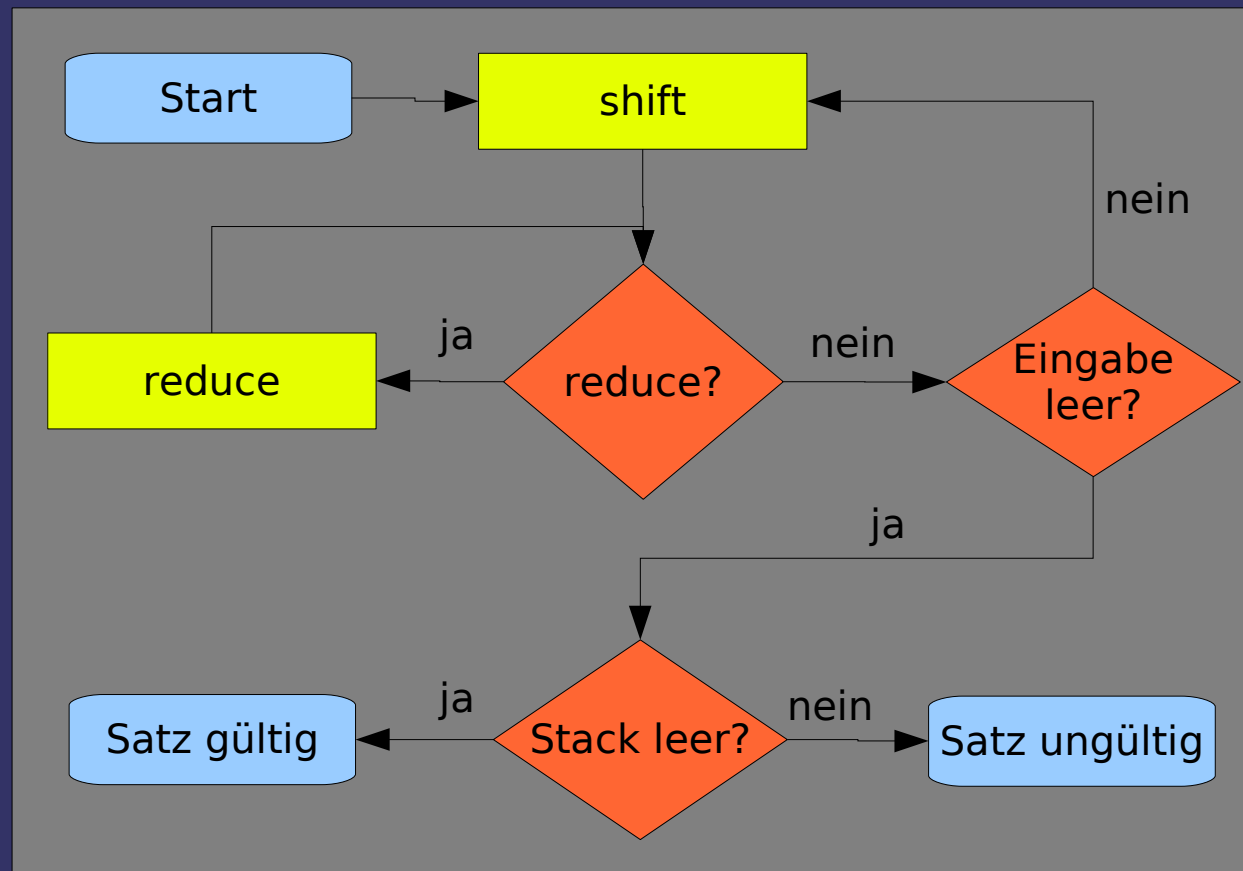 Start
shift
nein
ja
nein
reduce
reduce?
Eingabe
leer?
ja
ja
nein
Satz gültig
Stack leer?
Satz ungültig